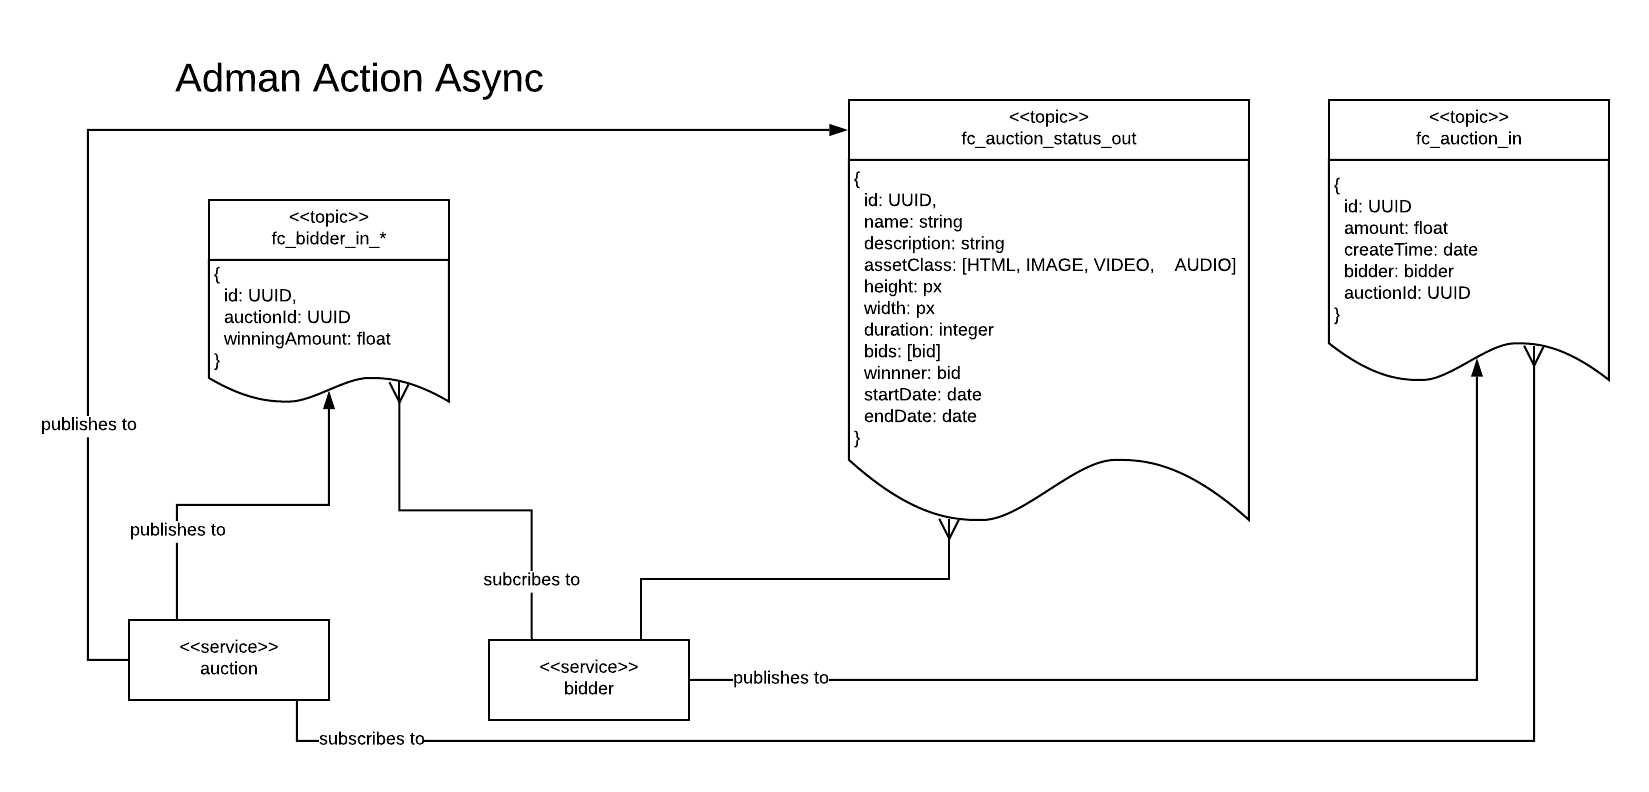 Adman Action Async
<<topic>>
fc_auction_status_out
{
id: UUID,
name: string
description: string
assetClass: [HTML, IMAGE, VIDEO, AUDIO]
height: px
width: px
duration: integer
bids: [bid]
winnner: bid
startDate: date
endDate: date
}
<<topic>>
fc_auction_in
{
id: UUID
amount: float
createTime: date
bidder: bidder
auctionId: UUID
}
<<topic>>
fc_bidder_in_*
{
id: UUID,
auctionId: UUID
winningAmount: float
}
publishes to
publishes to
subcribes to
<<service>>
auction
<<service>>
bidder
publishes to
subscribes to